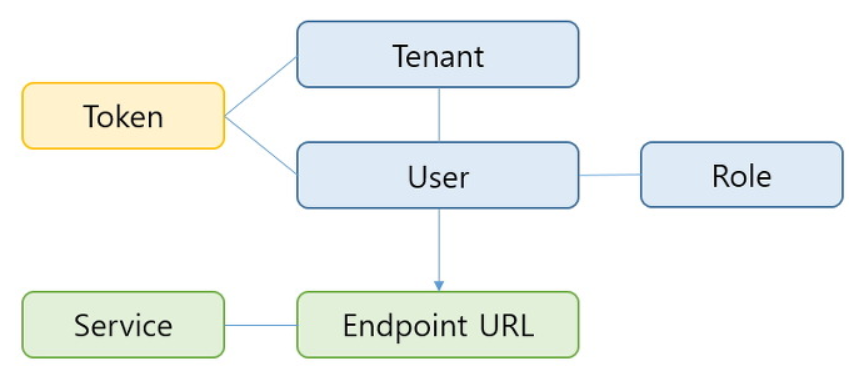 Tenant
Token
User
Role
Service
Endpoint URL